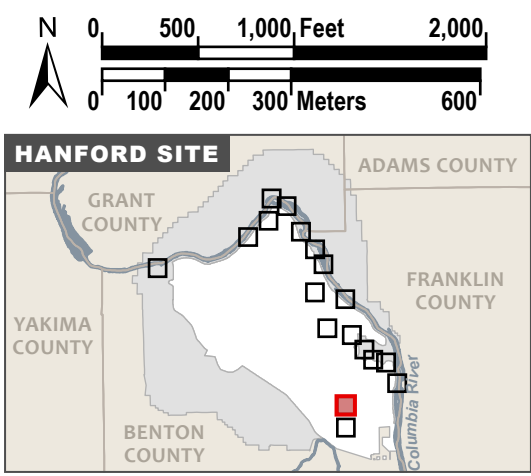 N
0 500 1,000 Feet 2,000
0 100 200 300 Meters 600
HANFORD SITE
ADAMS COUNTY
GRANT
COUNTY
FRANKLIN
COUNTY
YAKIMA
COUNTY
Columbia River
BENTON
COUNTY